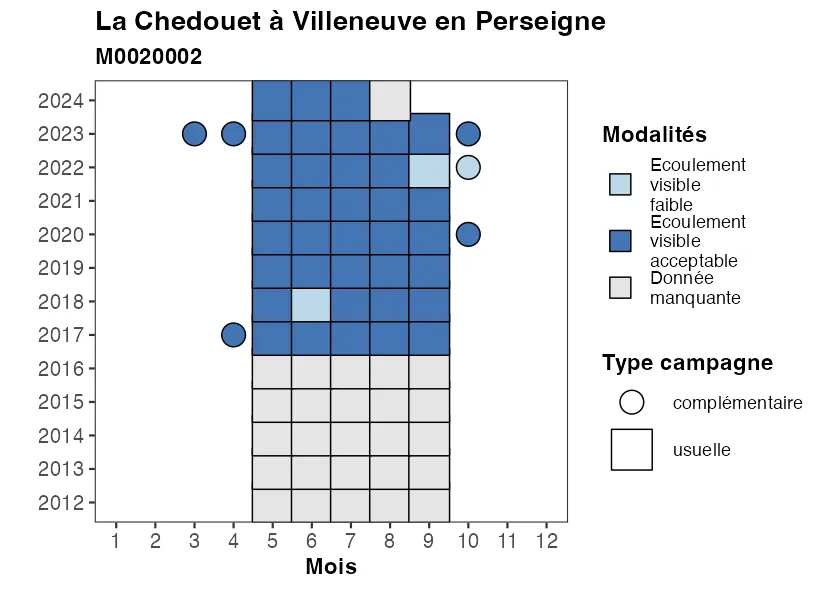 La Chedouet à Villeneuve en Perseigne
M0020002
2024
2023
2022
2021
2020
2019
2018
2017
2016
2015
2014
2013
2012
1 2 3 4 5 6 7 8 9 10 11 12
Mois
Modalités
Ecoulement
visible
faible
Ecoulement
visible
acceptable
Donnée
manquante
Type campagne
complémentaire
usuelle